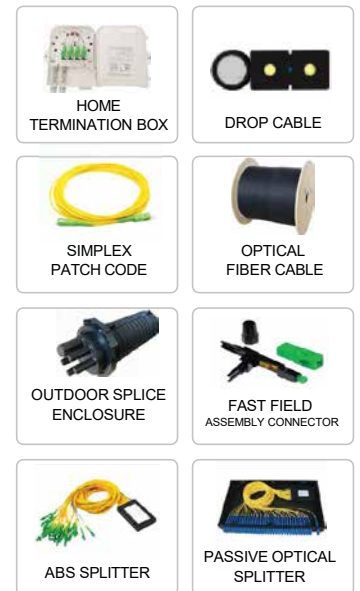 HOME
TERMINATION BOX
DROP CABLE
SIMPLEX
PATCH CODE
OPTICAL
FIBER CABLE
OUTDOOR SPLICE
ENCLOSURE
FAST FIELD
ASSEMBLY CONNECTOR
ABS SPLITTER
PASSIVE OPTICAL
SPLITTER